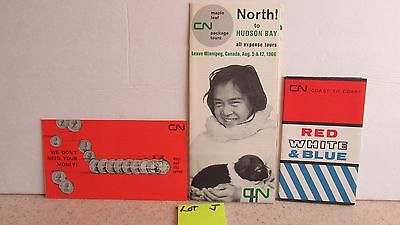 CN
WE DON'T
NEED YOUR
MONEY!
CN
maple
leaf
package
tours
North!
to
HUDSON BAY
all expense tours
Leave Winnipeg, Canada, Aug. 5 & 12, 1966
CN
CN COAST TO COAST
RED
WHITE
& BLUE
LOT J